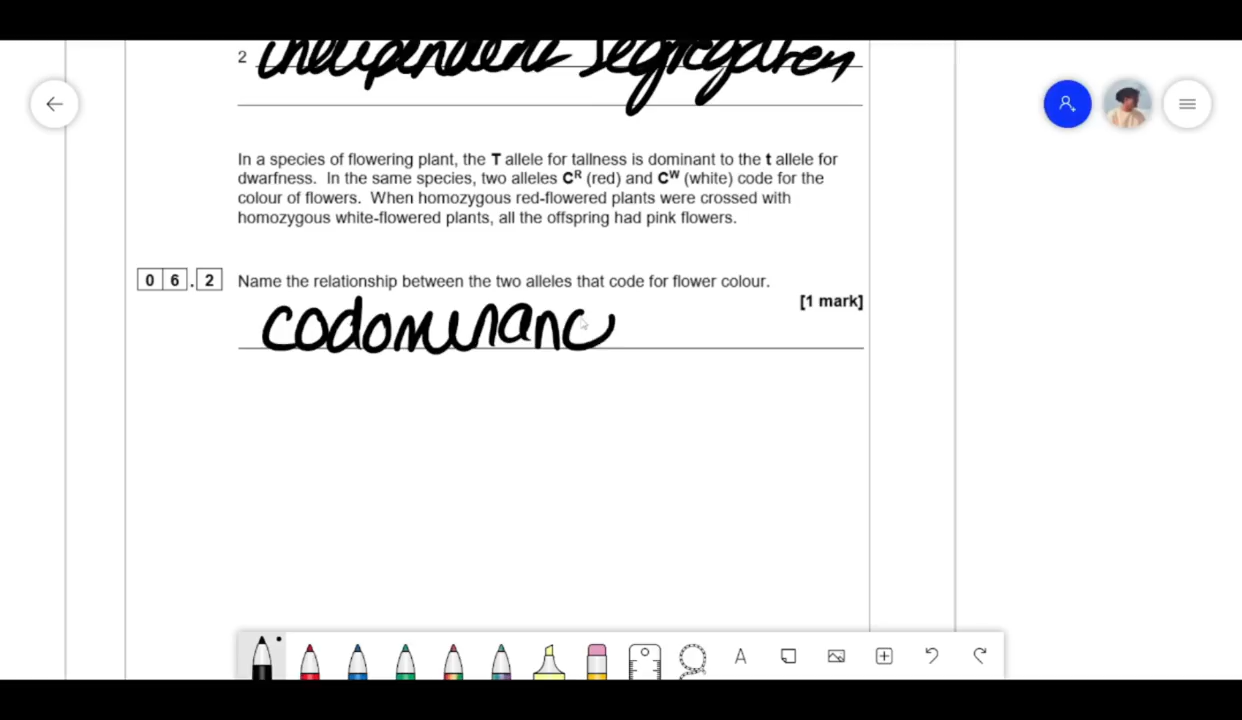 2 independent segregation
In a species of flowering plant, the T allele for tallness is dominant to the t allele for
dwarfness. In the same species, two alleles Cᴿ (red) and Cᵂ (white) code for the
colour of flowers. When homozygous red-flowered plants were crossed with
homozygous white-flowered plants, all the offspring had pink flowers.
0 6 . 2 Name the relationship between the two alleles that code for flower colour.
[1 mark]
codominanc